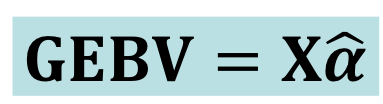 GEBV = Xα̂